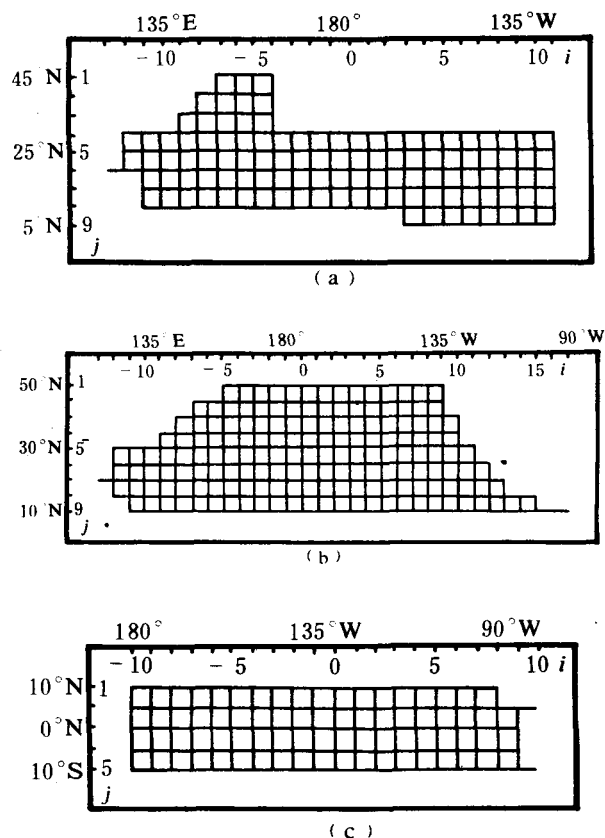 135°E 180° 135°W
-10 -5 0 5 10 i
45°N 1
25°N 5
5°N 9
j
(a)
135°E 180° 135°W 90°W
-10 -5 0 5 10 15 i
50°N 1
30°N 5
10°N 9
j
(b)
180° 135°W 90°W
-10 -5 0 5 10 i
10°N 1
0°N
10°S 5
j
(c)